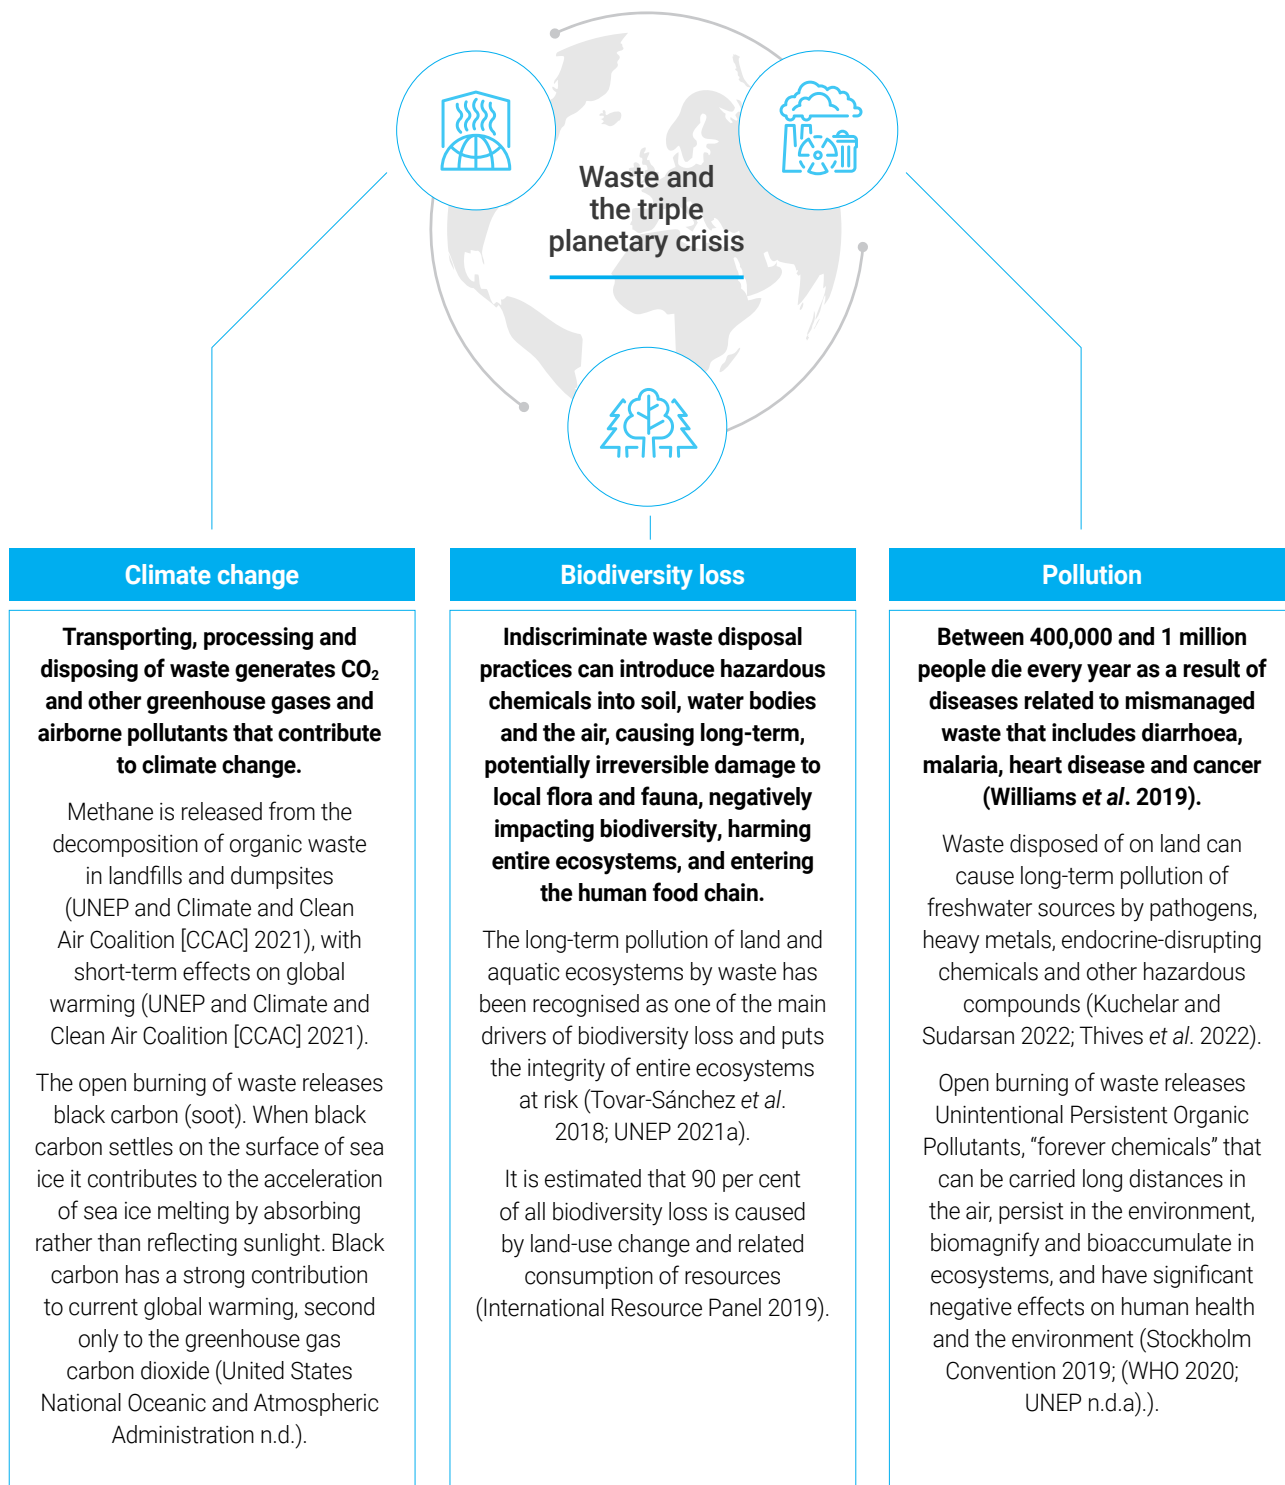 Waste and
the triple
planetary crisis
Climate change
Transporting, processing and
disposing of waste generates CO₂
and other greenhouse gases and
airborne pollutants that contribute
to climate change.
Methane is released from the
decomposition of organic waste
in landfills and dumpsites
(UNEP and Climate and Clean
Air Coalition [CCAC] 2021), with
short-term effects on global
warming (UNEP and Climate and
Clean Air Coalition [CCAC] 2021).
The open burning of waste releases
black carbon (soot). When black
carbon settles on the surface of sea
ice it contributes to the acceleration
of sea ice melting by absorbing
rather than reflecting sunlight. Black
carbon has a strong contribution
to current global warming, second
only to the greenhouse gas
carbon dioxide (United States
National Oceanic and Atmospheric
Administration n.d.).
Biodiversity loss
Indiscriminate waste disposal
practices can introduce hazardous
chemicals into soil, water bodies
and the air, causing long-term,
potentially irreversible damage to
local flora and fauna, negatively
impacting biodiversity, harming
entire ecosystems, and entering
the human food chain.
The long-term pollution of land and
aquatic ecosystems by waste has
been recognised as one of the main
drivers of biodiversity loss and puts
the integrity of entire ecosystems
at risk (Tovar-Sánchez et al.
2018; UNEP 2021a).
It is estimated that 90 per cent
of all biodiversity loss is caused
by land-use change and related
consumption of resources
(International Resource Panel 2019).
Pollution
Between 400,000 and 1 million
people die every year as a result of
diseases related to mismanaged
waste that includes diarrhoea,
malaria, heart disease and cancer
(Williams et al. 2019).
Waste disposed of on land can
cause long-term pollution of
freshwater sources by pathogens,
heavy metals, endocrine-disrupting
chemicals and other hazardous
compounds (Kuchelar and
Sudarsan 2022; Thives et al. 2022).
Open burning of waste releases
Unintentional Persistent Organic
Pollutants, “forever chemicals” that
can be carried long distances in
the air, persist in the environment,
biomagnify and bioaccumulate in
ecosystems, and have significant
negative effects on human health
and the environment (Stockholm
Convention 2019; (WHO 2020;
UNEP n.d.a).).